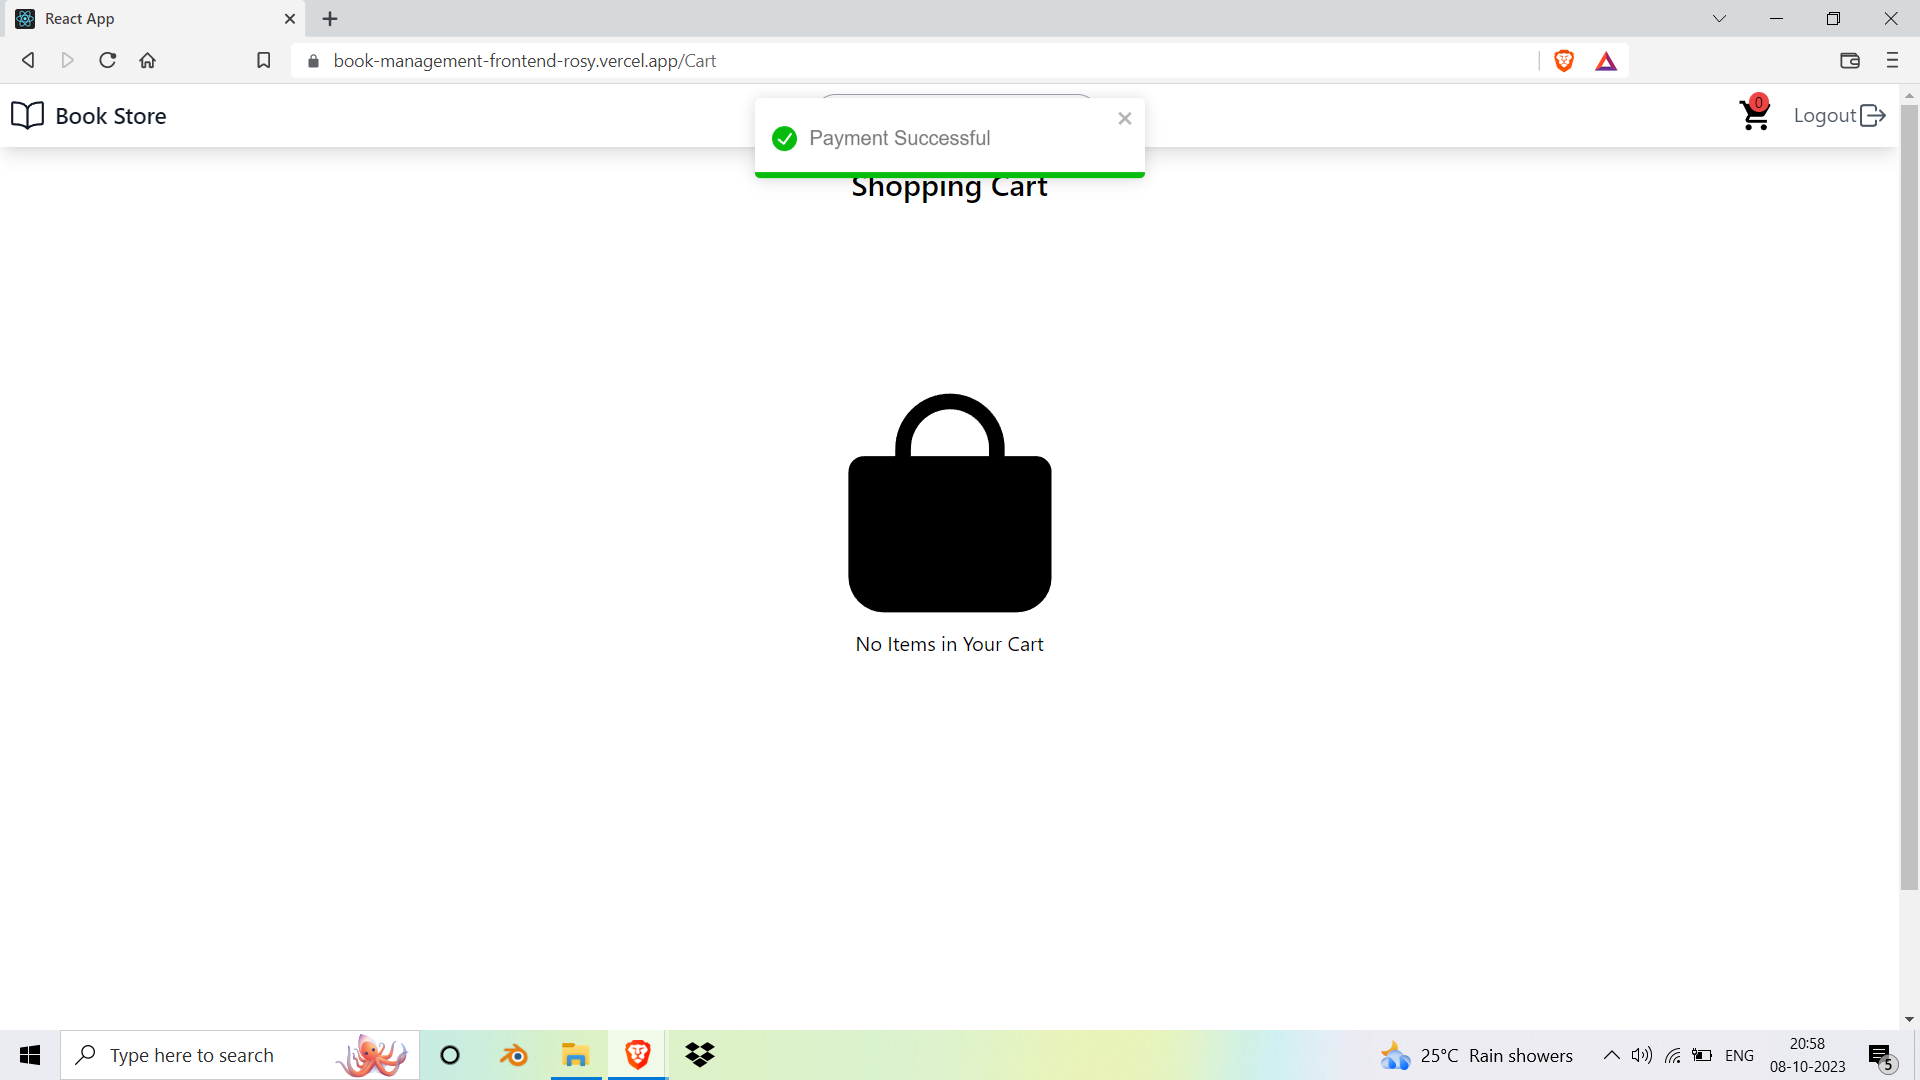 React App
book-management-frontend-rosy.vercel.app/Cart
Book Store
Payment Successful
0
Logout
Shopping Cart
No Items in Your Cart
Type here to search
25°C Rain showers
ENG
20:58
08-10-2023
5